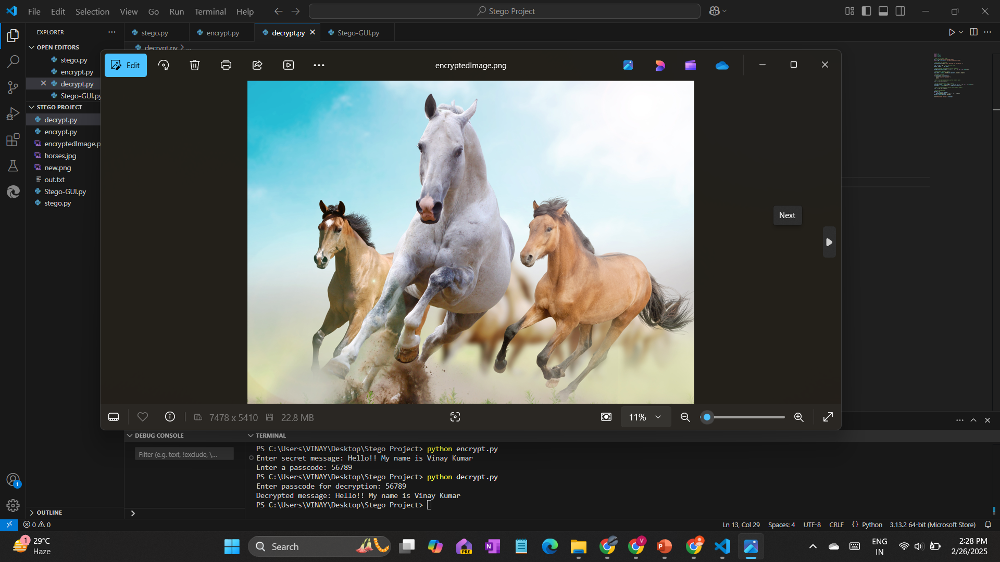 File Edit Selection View Go Run Terminal Help
Stego Project
EXPLORER
stego.py
encrypt.py
decrypt.py
Stego-GUI.py
OPEN EDITORS
decrypt.py
stego.py
encrypt.py
decrypt.py
Stego-GUI.py
STEGO PROJECT
decrypt.py
encrypt.py
encryptedImage.p
horses.jpg
new.png
out.txt
Stego-GUI.py
stego.py
OUTLINE
Edit
encryptedImage.png
Next
7478 x 5410
22.8 MB
11%
DEBUG CONSOLE
Filter (e.g. text, !exclude, \...
TERMINAL
PS C:\Users\VINAY\Desktop\Stego Project> python encrypt.py
Enter secret message: Hello!! My name is Vinay Kumar
Enter a passcode: 56789
PS C:\Users\VINAY\Desktop\Stego Project> python decrypt.py
Enter passcode for decryption: 56789
Decrypted message: Hello!! My name is Vinay Kumar
PS C:\Users\VINAY\Desktop\Stego Project>
1
0 0
Ln 13, Col 29 Spaces: 4 UTF-8 CRLF {} Python 3.13.2 64-bit (Microsoft Store)
1
29°C
Haze
Search
PRE
ENG
IN
2:28 PM
2/26/2025